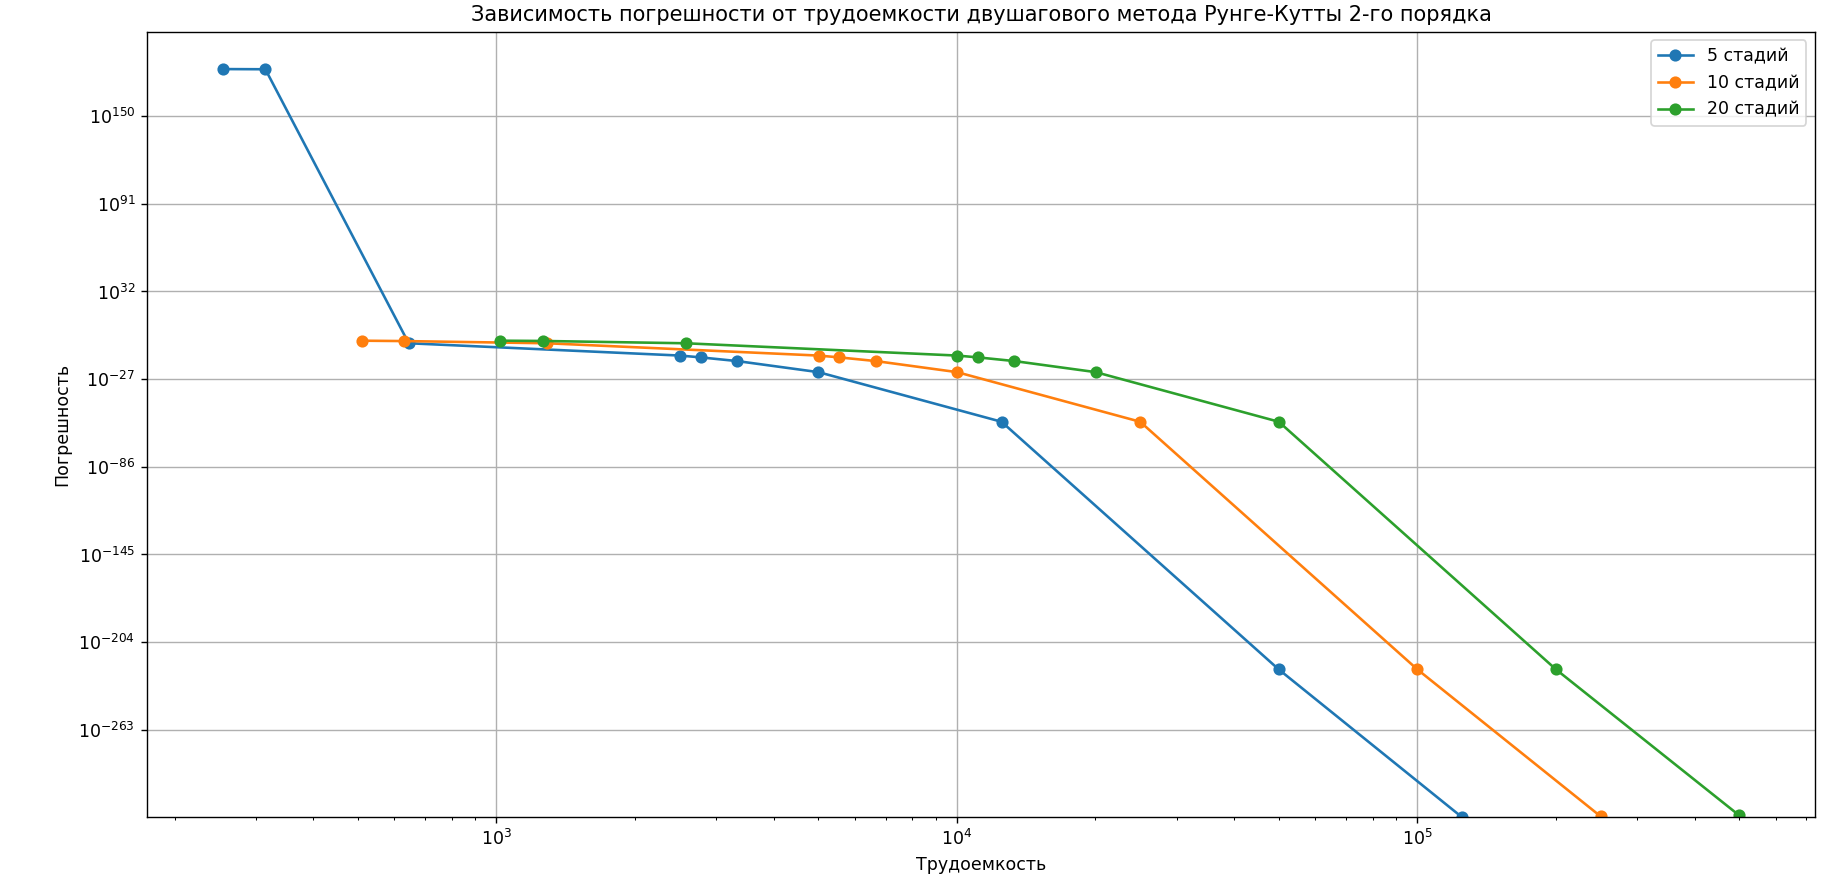 Зависимость погрешности от трудоемкости двушагового метода Рунге-Кутты 2-го порядка
5 стадий
10 стадий
20 стадий
10^150
10^91
10^32
10^−27
10^−86
10^−145
10^−204
10^−263
Погрешность
10^3
10^4
10^5
Трудоемкость